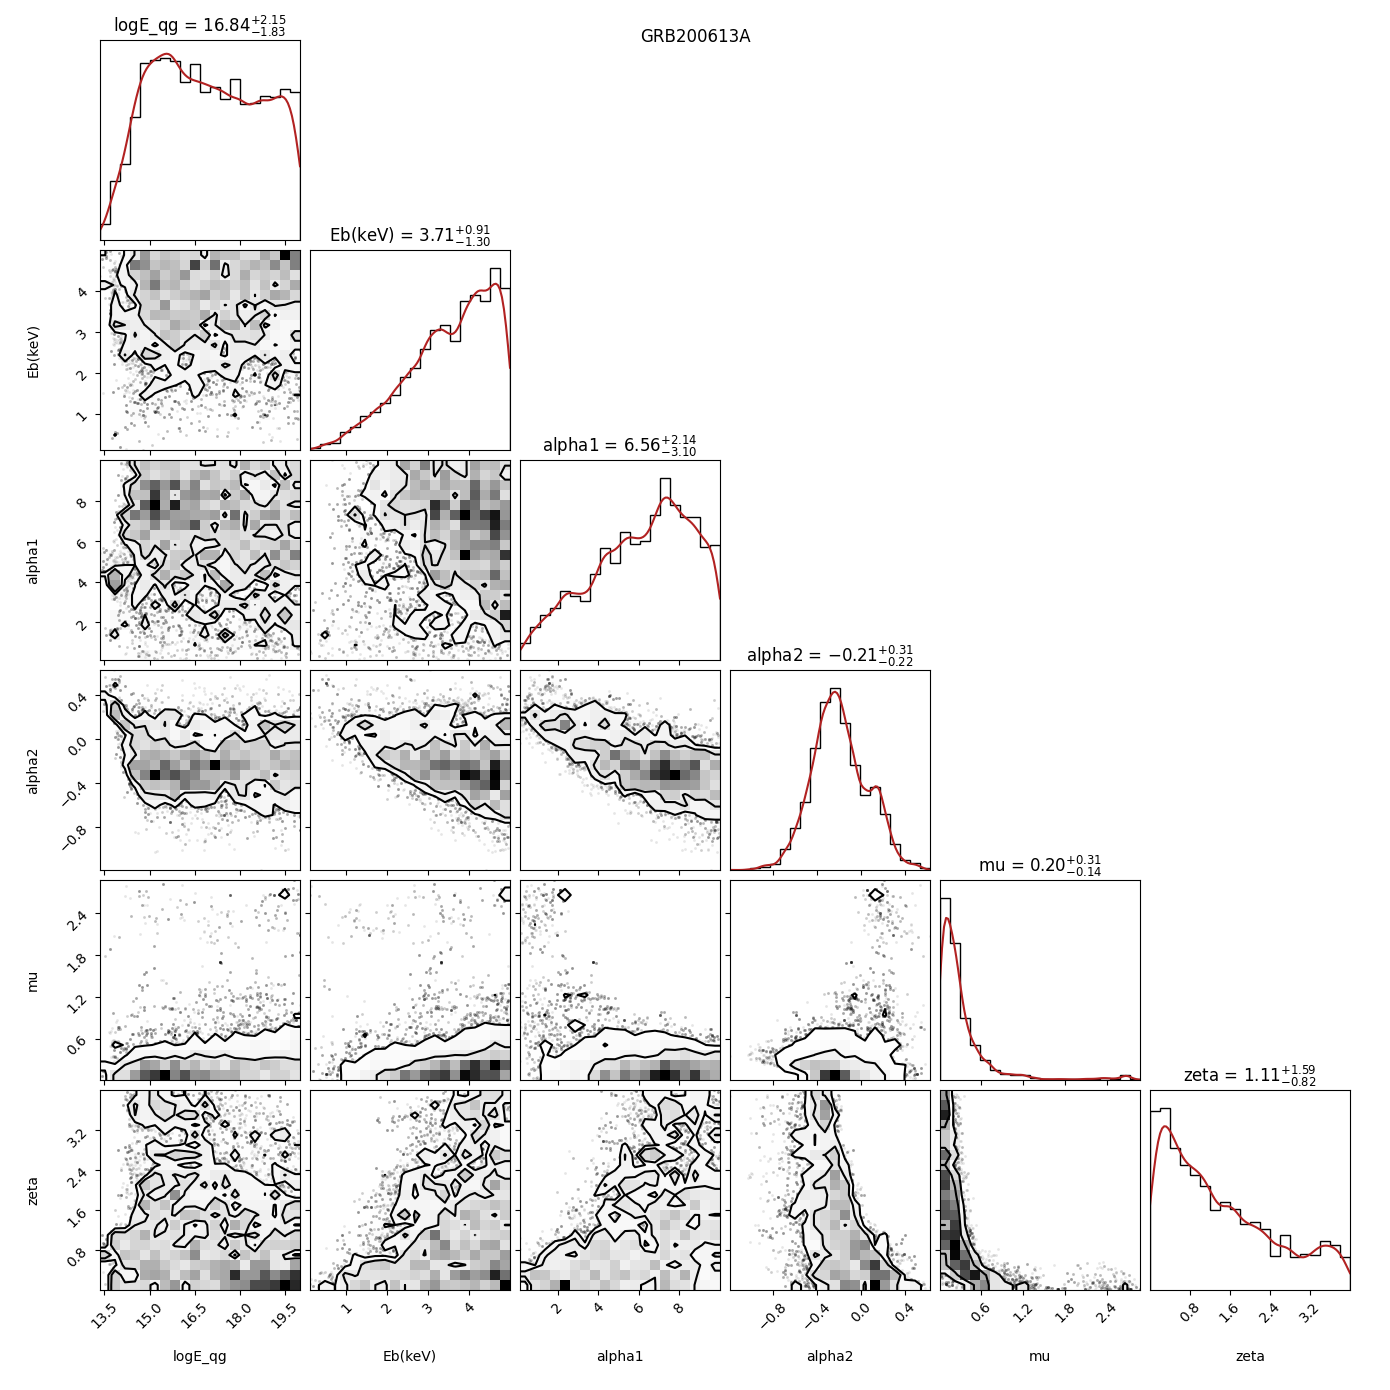 GRB200613A
logE_qg = 16.84+2.15−1.83
Eb(keV) = 3.71+0.91−1.30
Eb(keV)
4
3
2
1
alpha1 = 6.56+2.14−3.10
alpha1
8
6
4
2
alpha2 = −0.21+0.31−0.22
alpha2
0.4
0.0
−0.4
−0.8
mu = 0.20+0.31−0.14
mu
2.4
1.8
1.2
0.6
zeta = 1.11+1.59−0.82
zeta
3.2
2.4
1.6
0.8
13.5 15.0 16.5 18.0 19.5 1 2 3 4 2 4 6 8 −0.8 −0.4 0.0 0.4 0.6 1.2 1.8 2.4 0.8 1.6 2.4 3.2
logE_qg Eb(keV) alpha1 alpha2 mu zeta